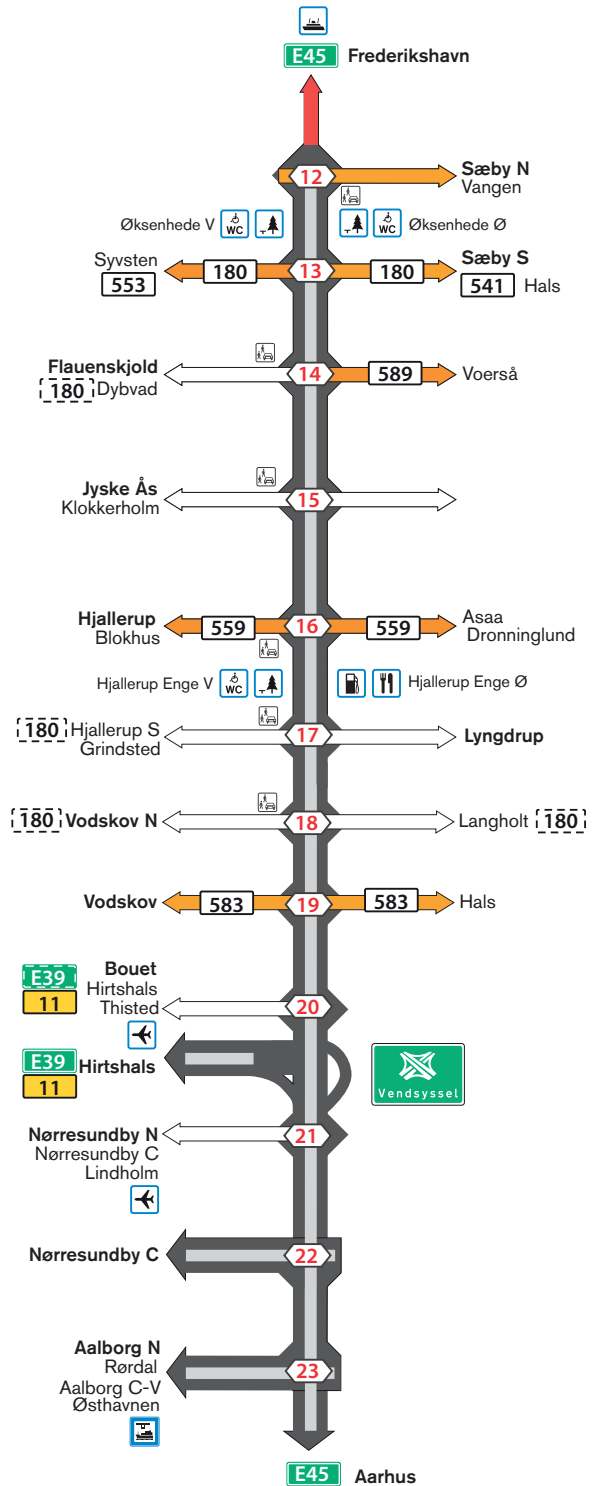 E45 Frederikshavn
12
Sæby N
Vangen
Øksenhede V WC
WC Øksenhede Ø
Syvsten
553
180
13
180
Sæby S
541 Hals
Flauenskjold
180 Dybvad
14
589
Voerså
Jyske Ås
Klokkerholm
15
Hjallerup
Blokhus
559
16
559
Asaa
Dronninglund
Hjallerup Enge V WC
Hjallerup Enge Ø
180 Hjallerup S
Grindsted
17
Lyngdrup
180 Vodskov N
18
Langholt 180
Vodskov
583
19
583
Hals
E39
11
Bouet
Hirtshals
Thisted
20
E39
11
Hirtshals
Vendsyssel
Nørresundby N
Nørresundby C
Lindholm
21
Nørresundby C
22
Aalborg N
Rørdal
Aalborg C-V
Østhavnen
23
E45 Aarhus